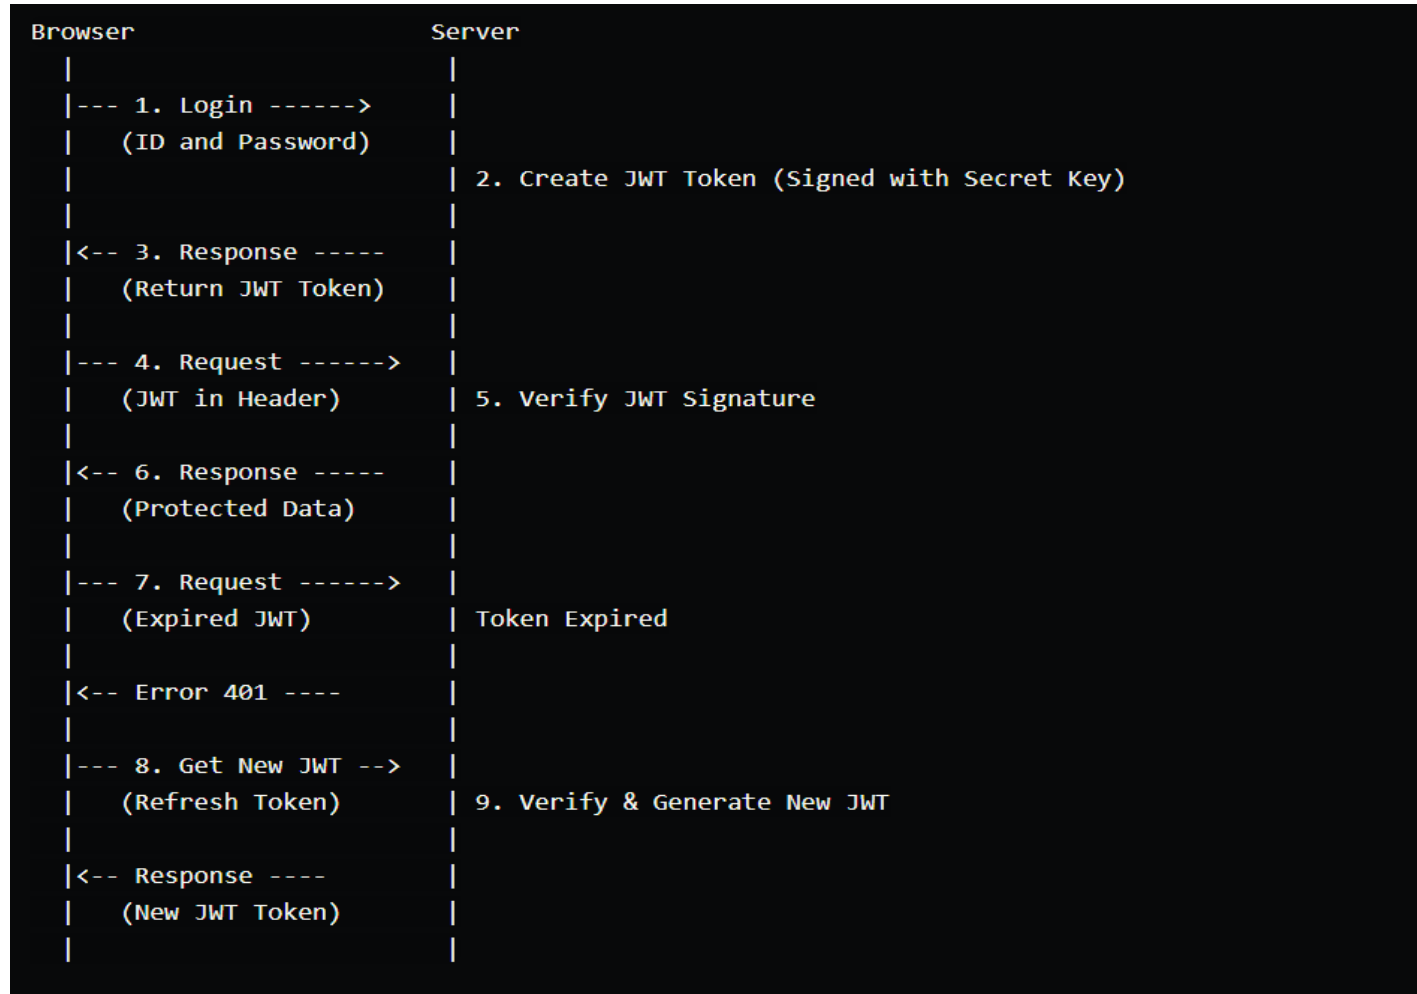 Browser                    Server
  |                          |
  |--- 1. Login ------>      |
  |   (ID and Password)      |
  |                          | 2. Create JWT Token (Signed with Secret Key)
  |                          |
  |<-- 3. Response -----     |
  |   (Return JWT Token)     |
  |                          |
  |--- 4. Request ------>    |
  |   (JWT in Header)        | 5. Verify JWT Signature
  |                          |
  |<-- 6. Response -----     |
  |   (Protected Data)       |
  |                          |
  |--- 7. Request ------>    |
  |   (Expired JWT)          | Token Expired
  |                          |
  |<-- Error 401 ----        |
  |                          |
  |--- 8. Get New JWT -->    |
  |   (Refresh Token)        | 9. Verify & Generate New JWT
  |                          |
  |<-- Response ----         |
  |   (New JWT Token)        |
  |                          |